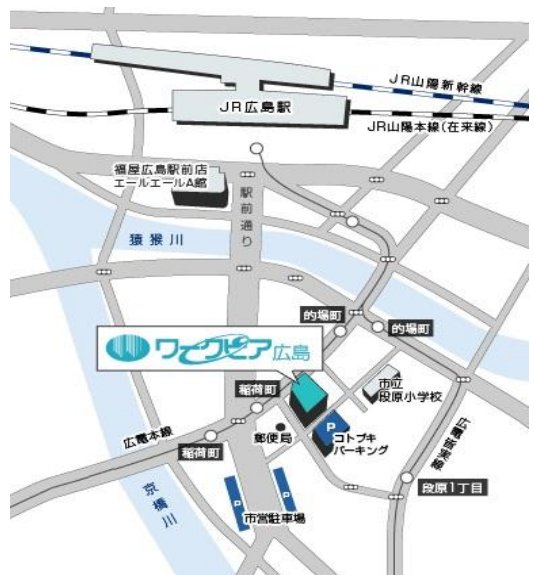 JR山陽新幹線
JR広島駅
JR山陽本線(在来線)
福屋広島駅前店
エールエールA館
駅前通り
猿猴川
的場町
的場町
ワークピア広島
市立
段原小学校
稲荷町
広電本線
稲荷町
郵便局
P
コトブキ
パーキング
広電皆実線
京橋川
P
P
市営駐車場
段原1丁目